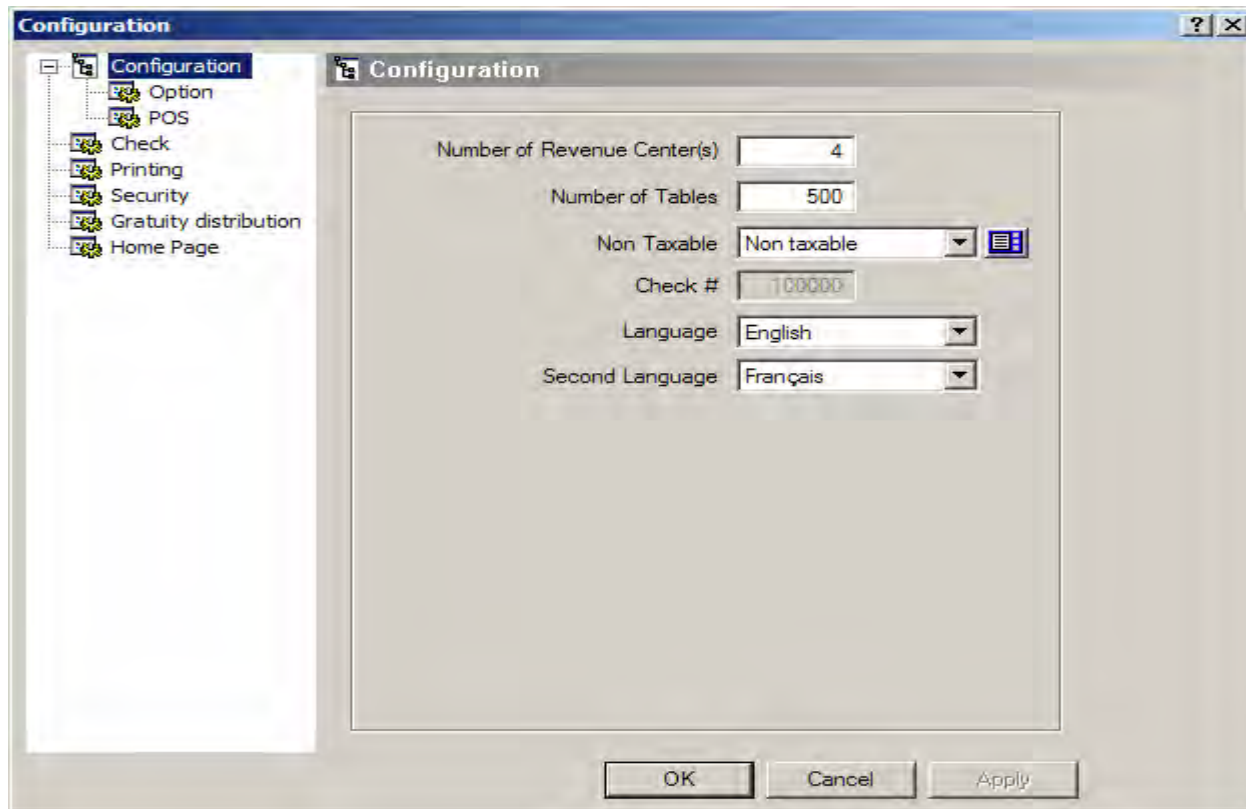 Configuration
Configuration
Option
POS
Check
Printing
Security
Gratuity distribution
Home Page
Configuration
Number of Revenue Center(s) 4
Number of Tables 500
Non Taxable Non taxable
Check # 100000
Language English
Second Language Français
OK Cancel Apply